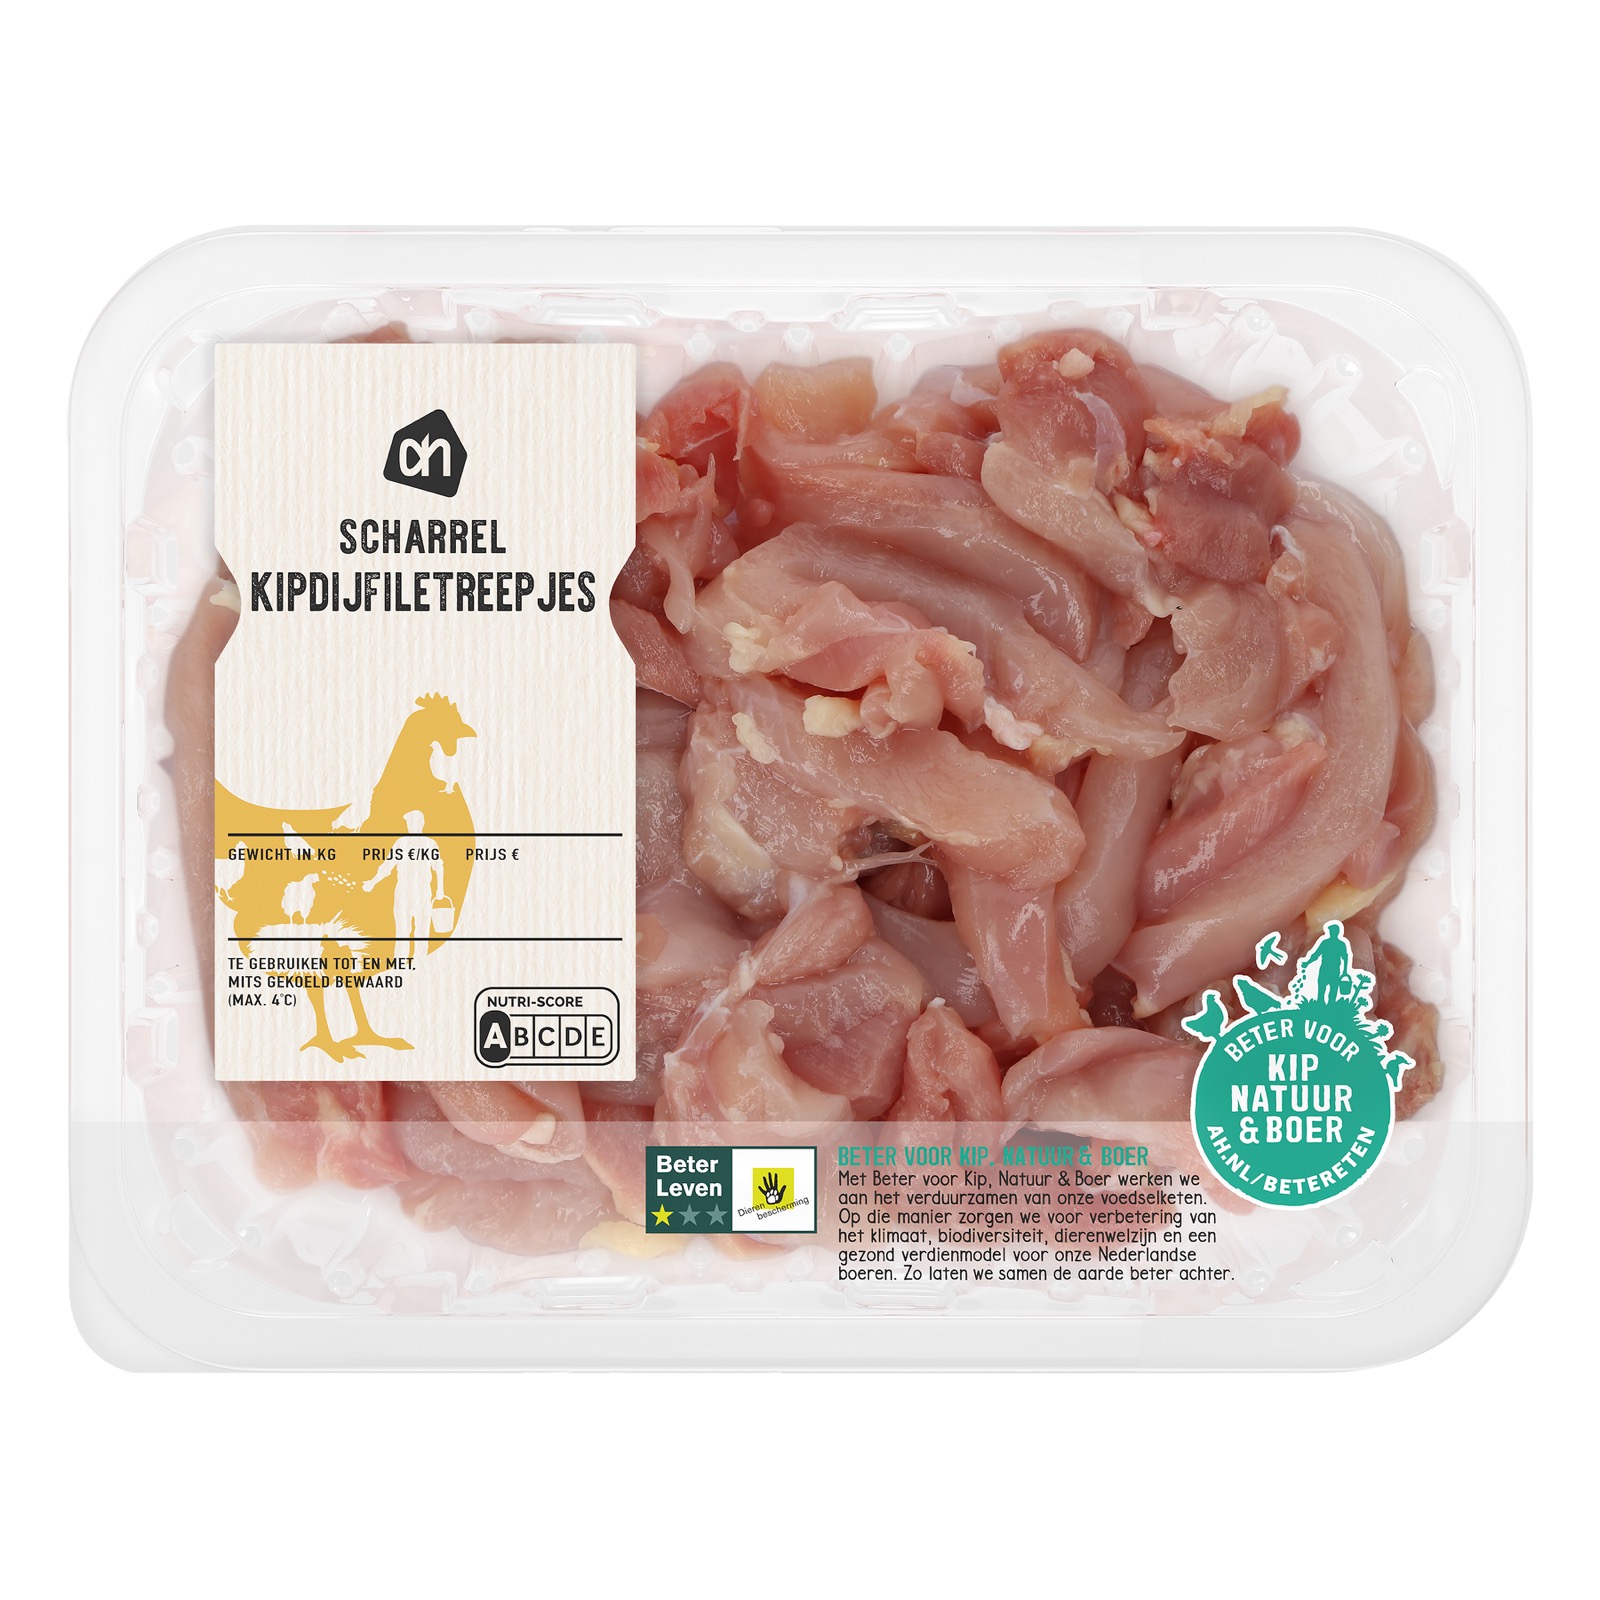 ah
SCHARREL
KIPDIJFILETREEPJES
GEWICHT IN KG PRIJS €/KG PRIJS €
TE GEBRUIKEN TOT EN MET,
MITS GEKOELD BEWAARD
(MAX. 4°C)
NUTRI-SCORE
A B C D E
Beter
Leven
Dieren
bescherming
BETER VOOR KIP, NATUUR & BOER
Met Beter voor Kip, Natuur & Boer werken we
aan het verduurzamen van onze voedselketen.
Op die manier zorgen we voor verbetering van
het klimaat, biodiversiteit, dierenwelzijn en een
gezond verdienmodel voor onze Nederlandse
boeren. Zo laten we samen de aarde beter achter.
BETER VOOR
KIP
NATUUR
& BOER
AH.NL/BETERETEN